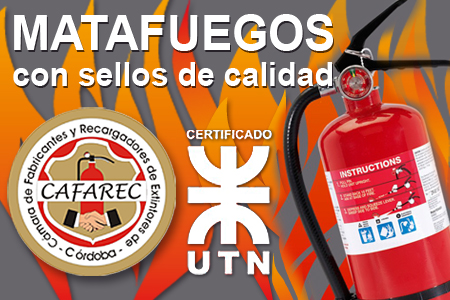 MATAFUEGOS
con sellos de calidad
Cámara de Fabricantes y Recargadores de Extintores de
- Córdoba -
CAFAREC
CERTIFICADO
UTN
INSTRUCTIONS